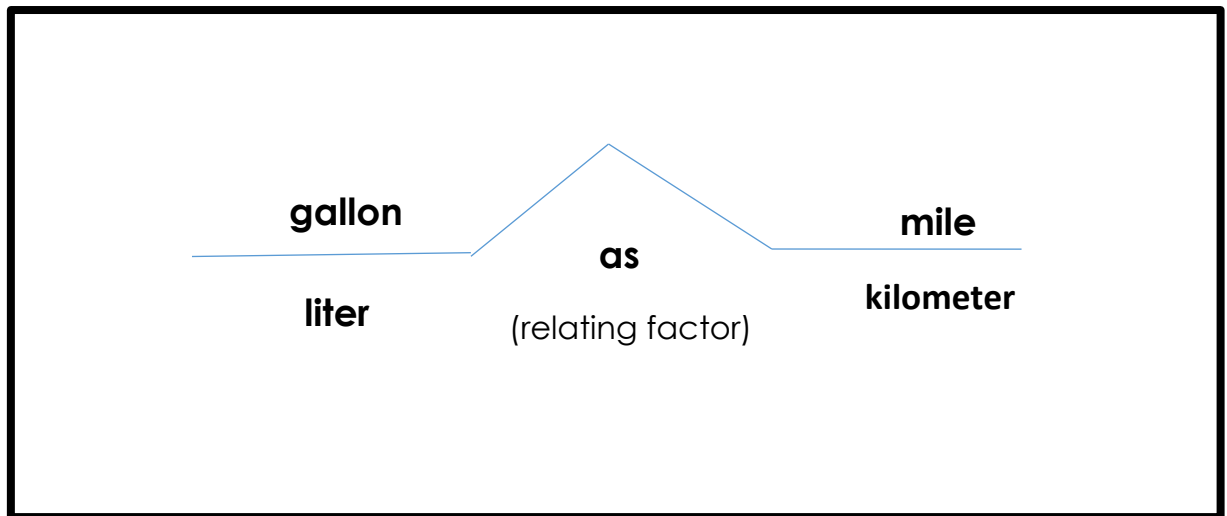 gallon
liter
as
(relating factor)
mile
kilometer